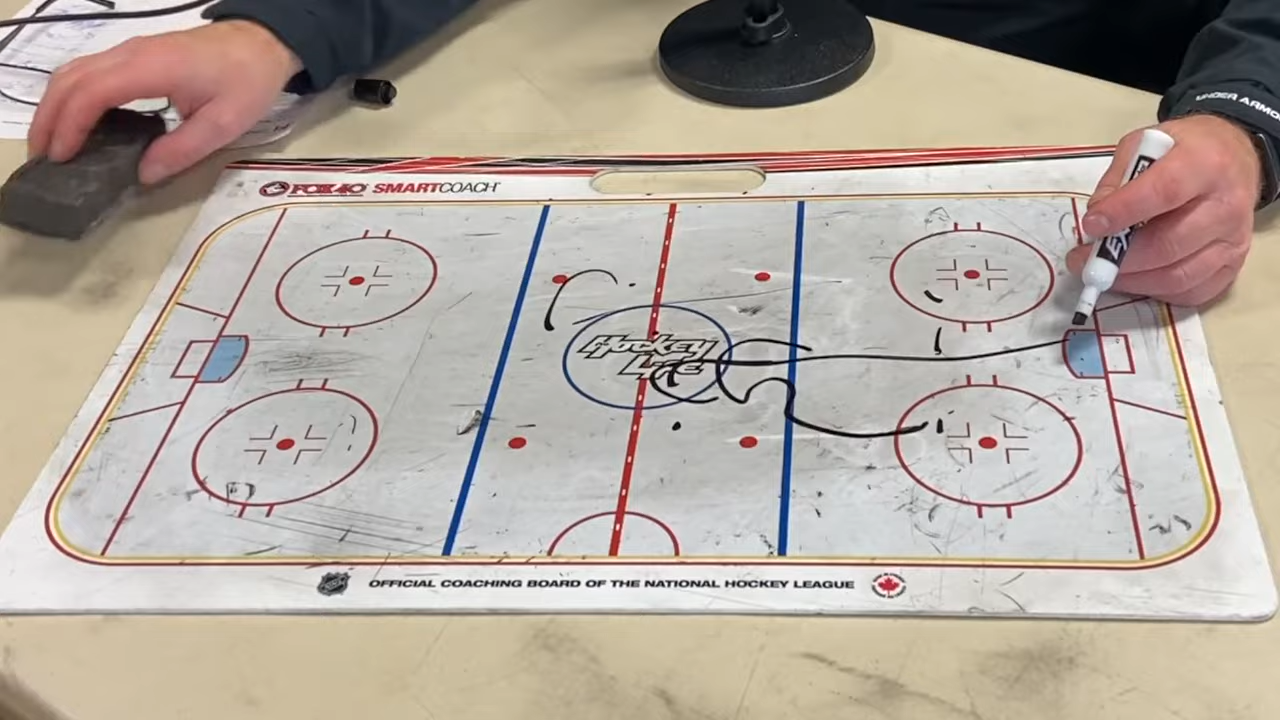 UNDER ARMOUR
FOX40 SMARTCOACH
HOCKEY
LIFE
OFFICIAL COACHING BOARD OF THE NATIONAL HOCKEY LEAGUE